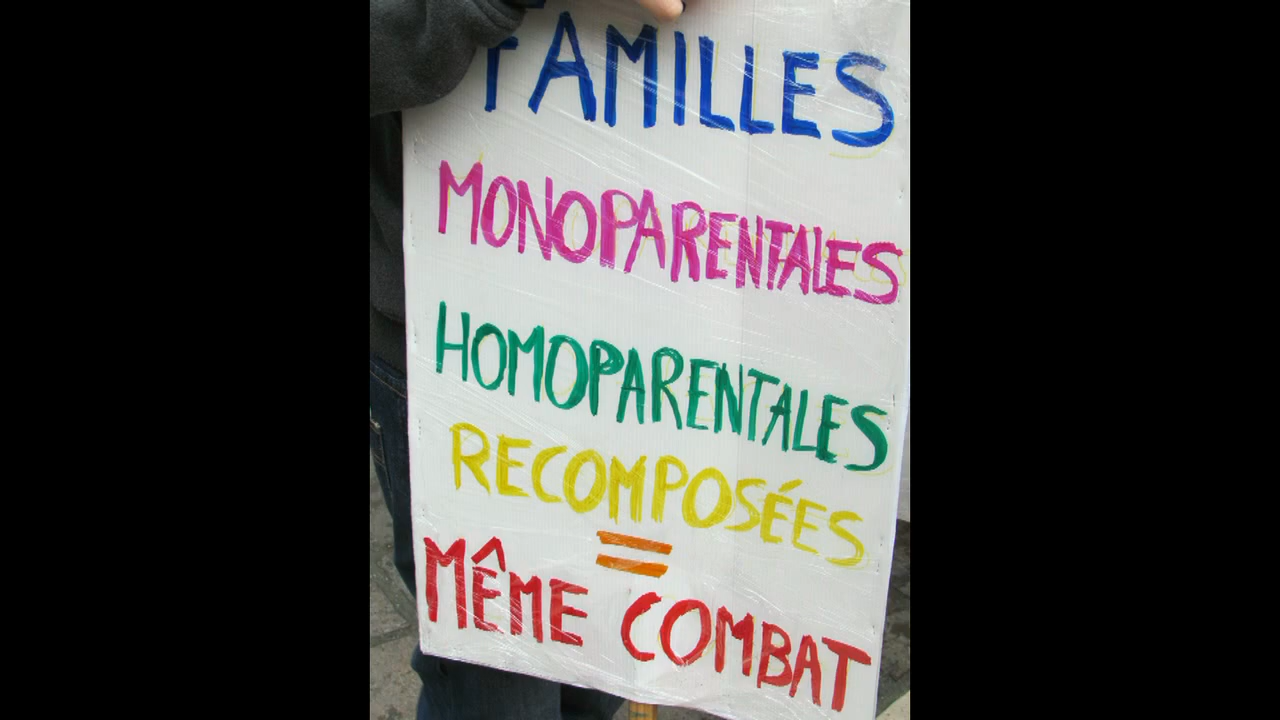 FAMILLES
MONOPARENTALES
HOMOPARENTALES
RECOMPOSÉES
=
MÊME COMBAT